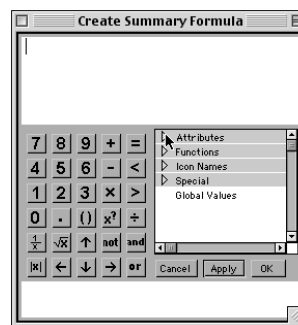 Create Summary Formula
7 8 9 + =
4 5 6 - <
1 2 3 × >
0 . () x? ÷
1/x √x ↑ not and
|x| ← ↓ → or
Attributes
Functions
Icon Names
Special
Global Values
Cancel Apply OK